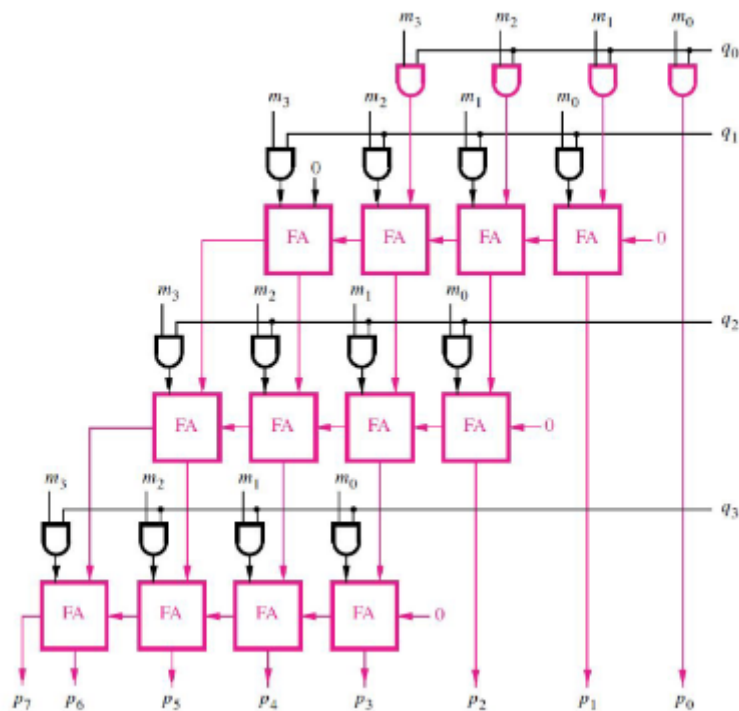 m₃ m₂ m₁ m₀
q₀
m₃ m₂ m₁ m₀
q₁
0
FA FA FA FA 0
m₃ m₂ m₁ m₀
q₂
FA FA FA FA 0
m₃ m₂ m₁ m₀
q₃
FA FA FA FA 0
p₇ p₆ p₅ p₄ p₃ p₂ p₁ p₀